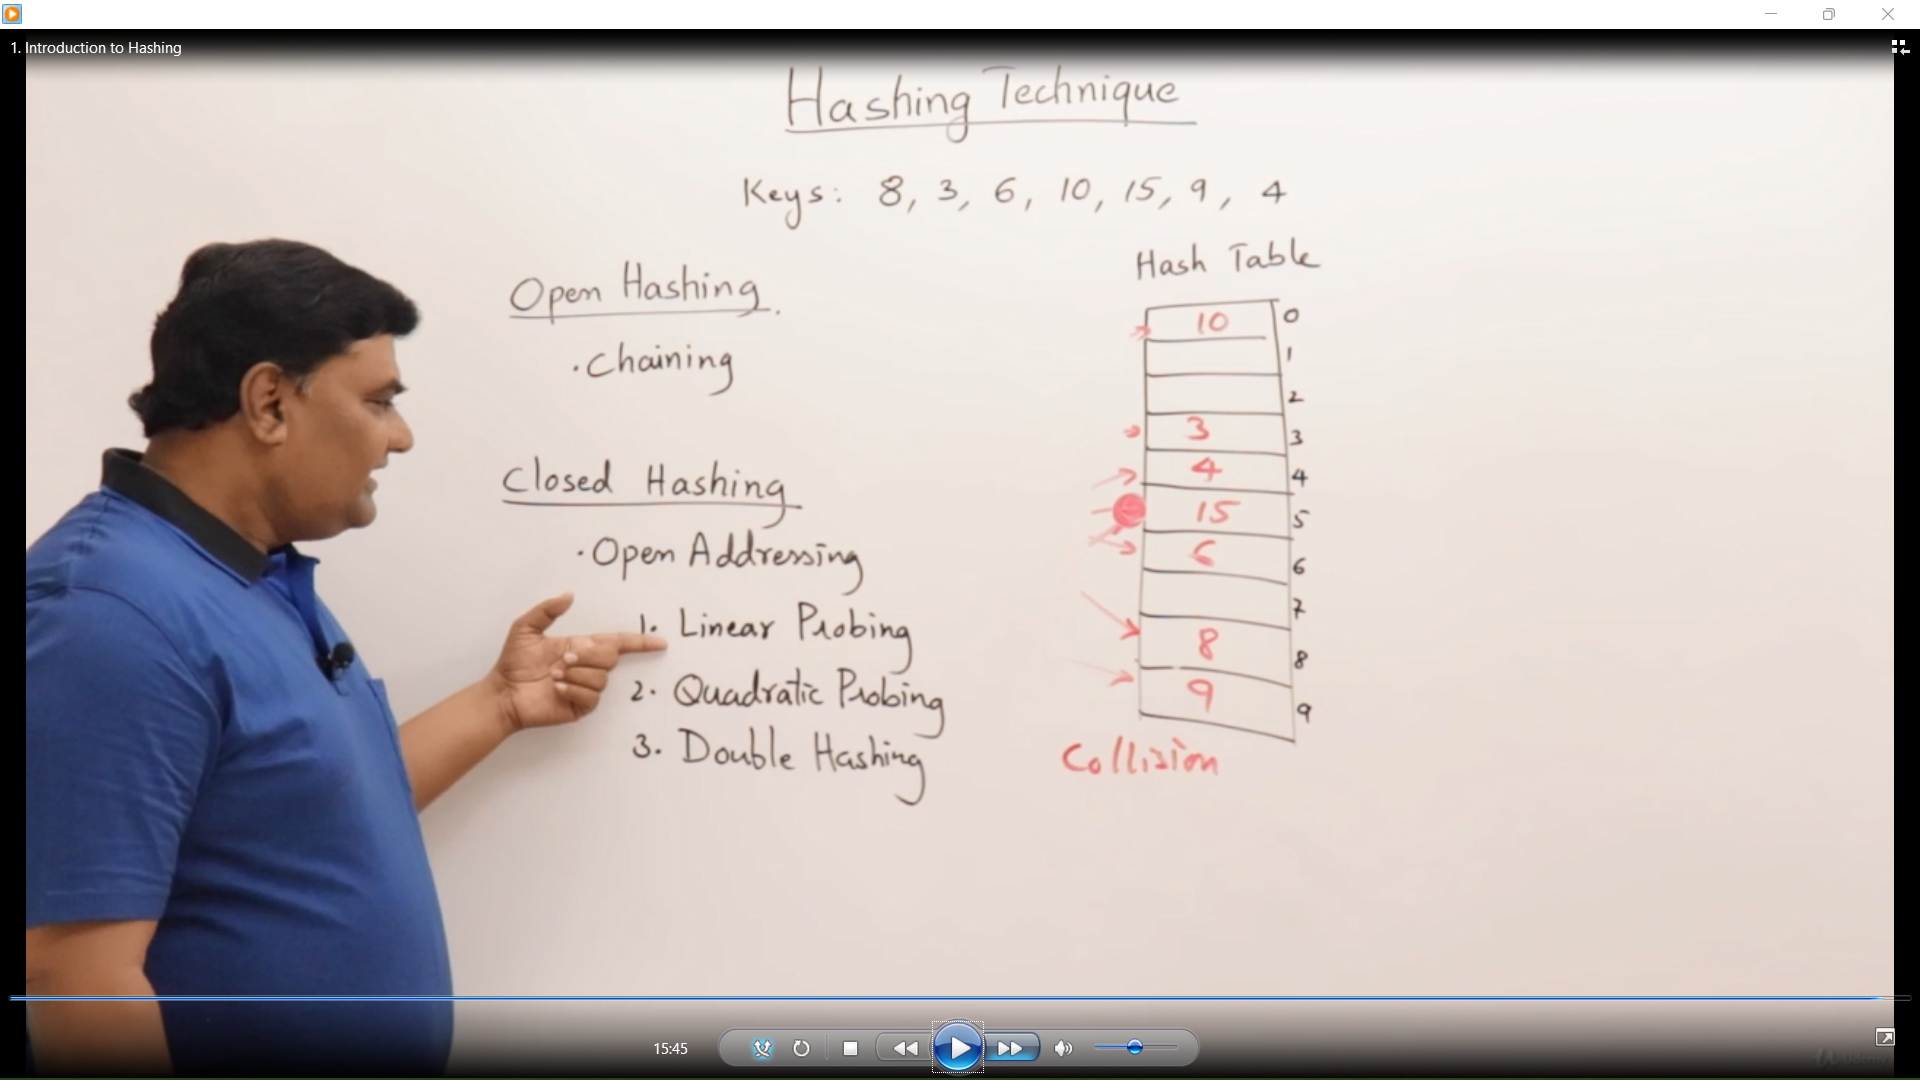 1. Introduction to Hashing
Hashing Technique
Keys: 8, 3, 6, 10, 15, 9, 4
Hash Table
Open Hashing
. Chaining
Closed Hashing
. Open Addressing
1. Linear Probing
2. Quadratic Probing
3. Double Hashing
10 0
1
2
3 3
4 4
15 5
6 6
7
8 8
9 9
Collision
15:45
Udemy